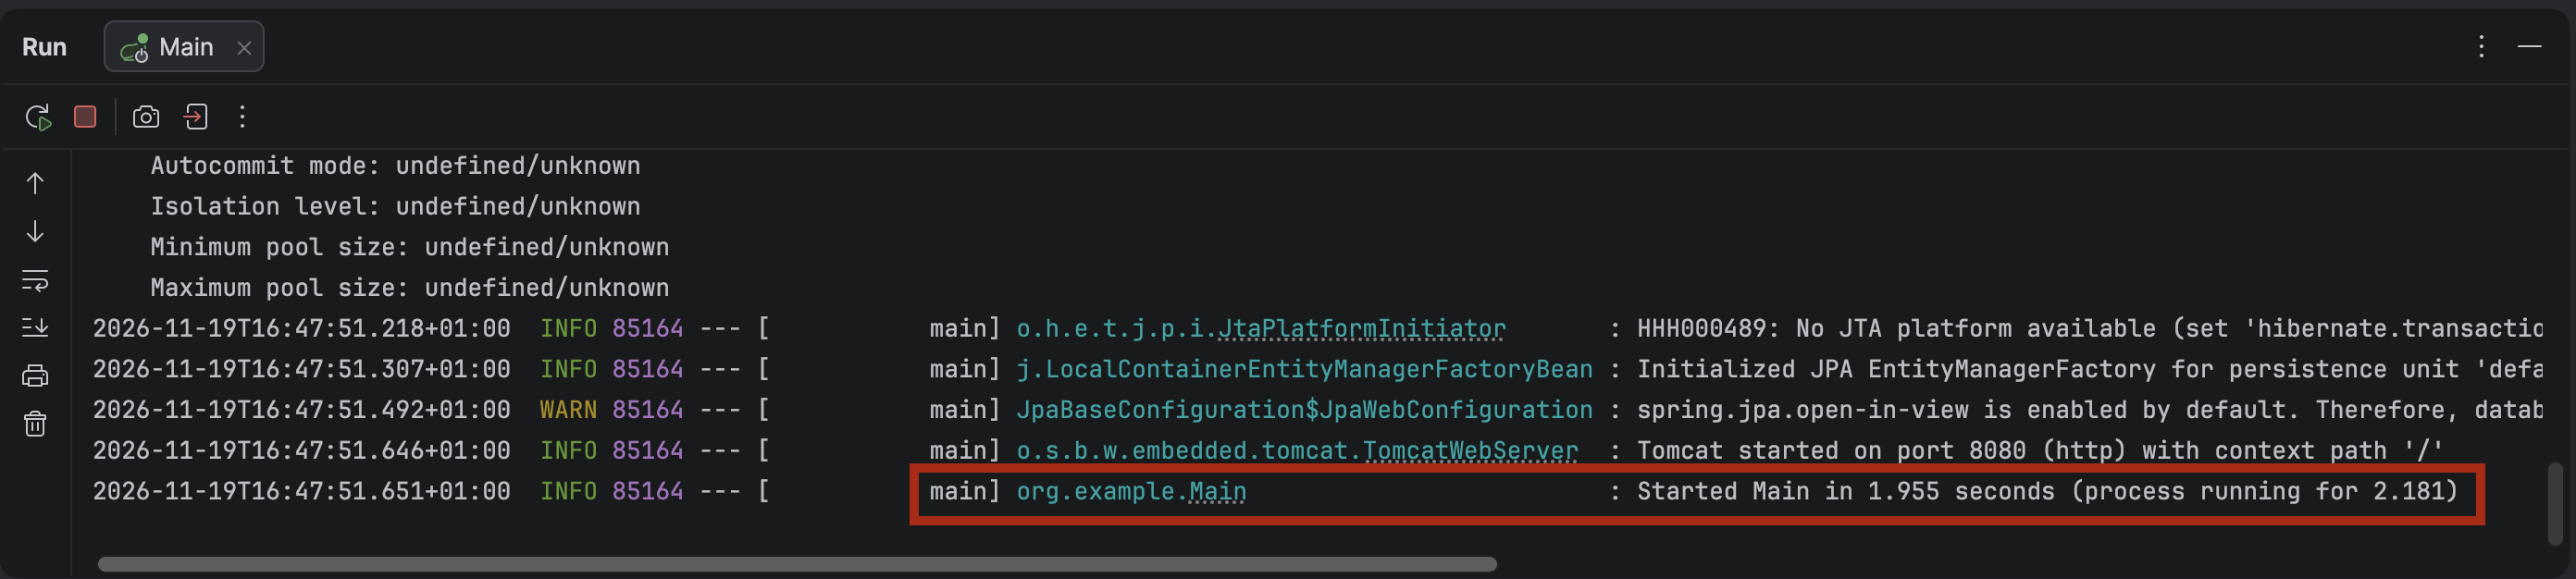 Run Main
Autocommit mode: undefined/unknown
Isolation level: undefined/unknown
Minimum pool size: undefined/unknown
Maximum pool size: undefined/unknown
2026-11-19T16:47:51.218+01:00  INFO 85164 --- [           main] o.h.e.t.j.p.i.JtaPlatformInitiator       : HHH000489: No JTA platform available (set 'hibernate.transactio
2026-11-19T16:47:51.307+01:00  INFO 85164 --- [           main] j.LocalContainerEntityManagerFactoryBean : Initialized JPA EntityManagerFactory for persistence unit 'defa
2026-11-19T16:47:51.492+01:00  WARN 85164 --- [           main] JpaBaseConfiguration$JpaWebConfiguration : spring.jpa.open-in-view is enabled by default. Therefore, datab
2026-11-19T16:47:51.646+01:00  INFO 85164 --- [           main] o.s.b.w.embedded.tomcat.TomcatWebServer  : Tomcat started on port 8080 (http) with context path '/'
2026-11-19T16:47:51.651+01:00  INFO 85164 --- [           main] org.example.Main                         : Started Main in 1.955 seconds (process running for 2.181)